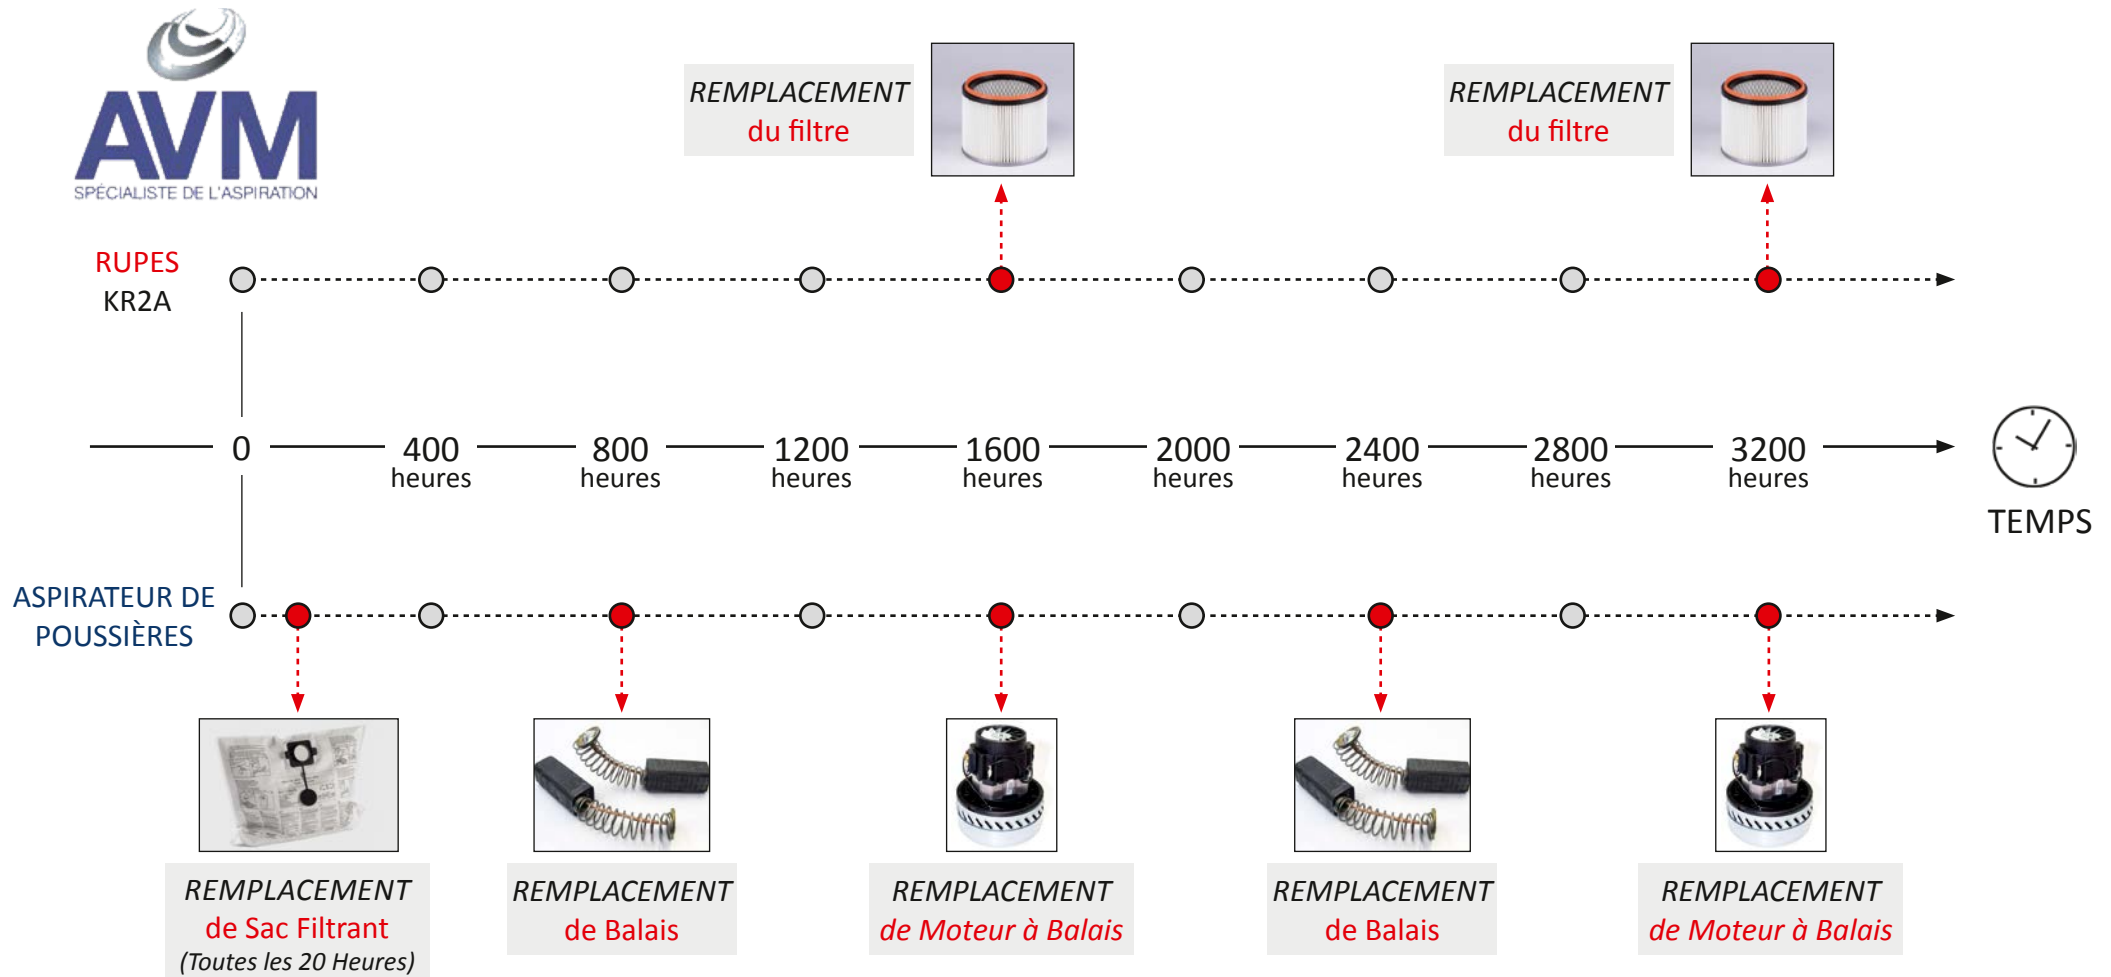 AVM
SPÉCIALISTE DE L'ASPIRATION
REMPLACEMENT
du filtre
REMPLACEMENT
du filtre
RUPES
KR2A
0
400
heures
800
heures
1200
heures
1600
heures
2000
heures
2400
heures
2800
heures
3200
heures
TEMPS
ASPIRATEUR DE
POUSSIÈRES
REMPLACEMENT
de Sac Filtrant
(Toutes les 20 Heures)
REMPLACEMENT
de Balais
REMPLACEMENT
de Moteur à Balais
REMPLACEMENT
de Balais
REMPLACEMENT
de Moteur à Balais